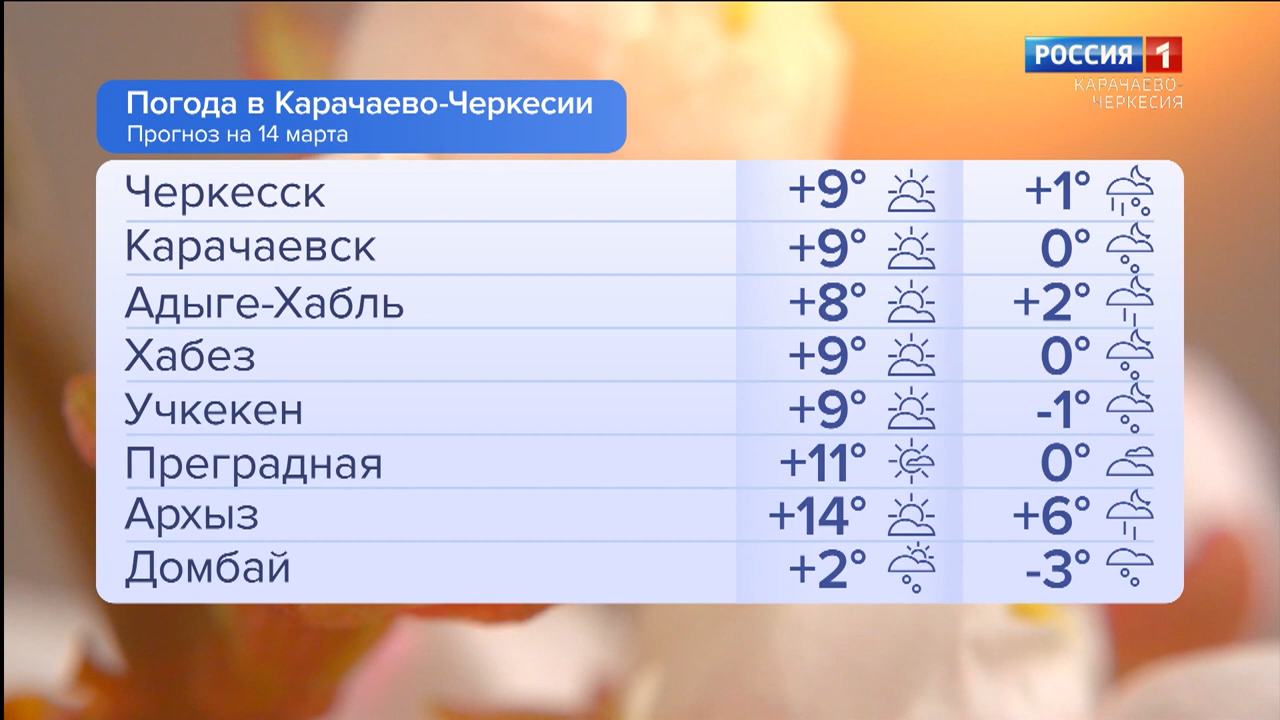 РОССИЯ 1
КАРАЧАЕВО-
ЧЕРКЕСИЯ
Погода в Карачаево-Черкесии
Прогноз на 14 марта
Черкесск +9° +1°
Карачаевск +9° 0°
Адыге-Хабль +8° +2°
Хабез +9° 0°
Учкекен +9° -1°
Преградная +11° 0°
Архыз +14° +6°
Домбай +2° -3°